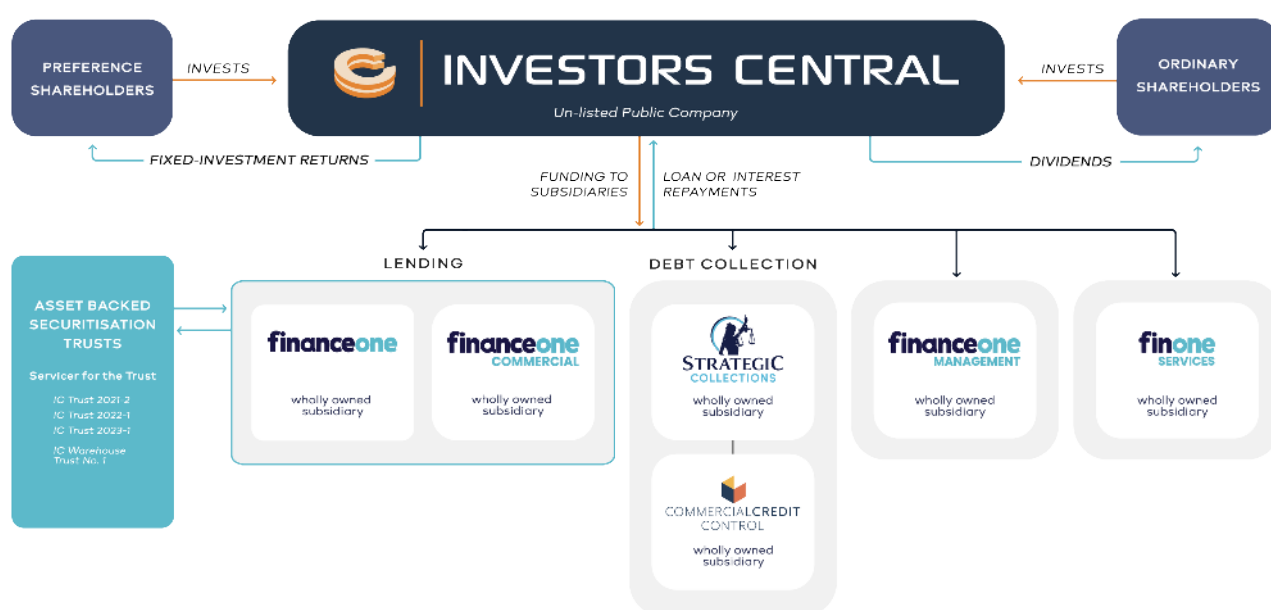 PREFERENCE
SHAREHOLDERS
INVESTS
INVESTORS CENTRAL
Un-listed Public Company
INVESTS
ORDINARY
SHAREHOLDERS
FIXED-INVESTMENT RETURNS
DIVIDENDS
FUNDING TO
SUBSIDIARIES
LOAN OR INTEREST
REPAYMENTS
ASSET BACKED
SECURITISATION
TRUSTS
Servicer for the Trust
IC Trust 2021-2
IC Trust 2022-1
IC Trust 2023-1
IC Warehouse
Trust No. 1
LENDING
financeone
wholly owned
subsidiary
financeone
COMMERCIAL
wholly owned
subsidiary
DEBT COLLECTION
STRATEGIC
COLLECTIONS
wholly owned
subsidiary
COMMERCIALCREDIT
CONTROL
wholly owned
subsidiary
financeone
MANAGEMENT
wholly owned
subsidiary
finone
SERVICES
wholly owned
subsidiary